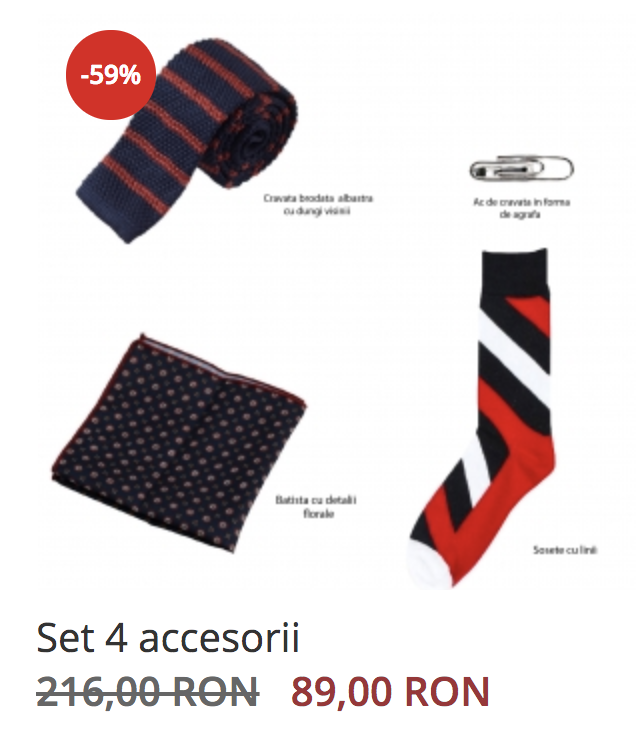 -59%
Cravata brodata albastra
cu dungi visinii
Ac de cravata in forma
de agrafa
Batista cu detalii
florale
Sosete cu linii
Set 4 accesorii
216,00 RON 89,00 RON